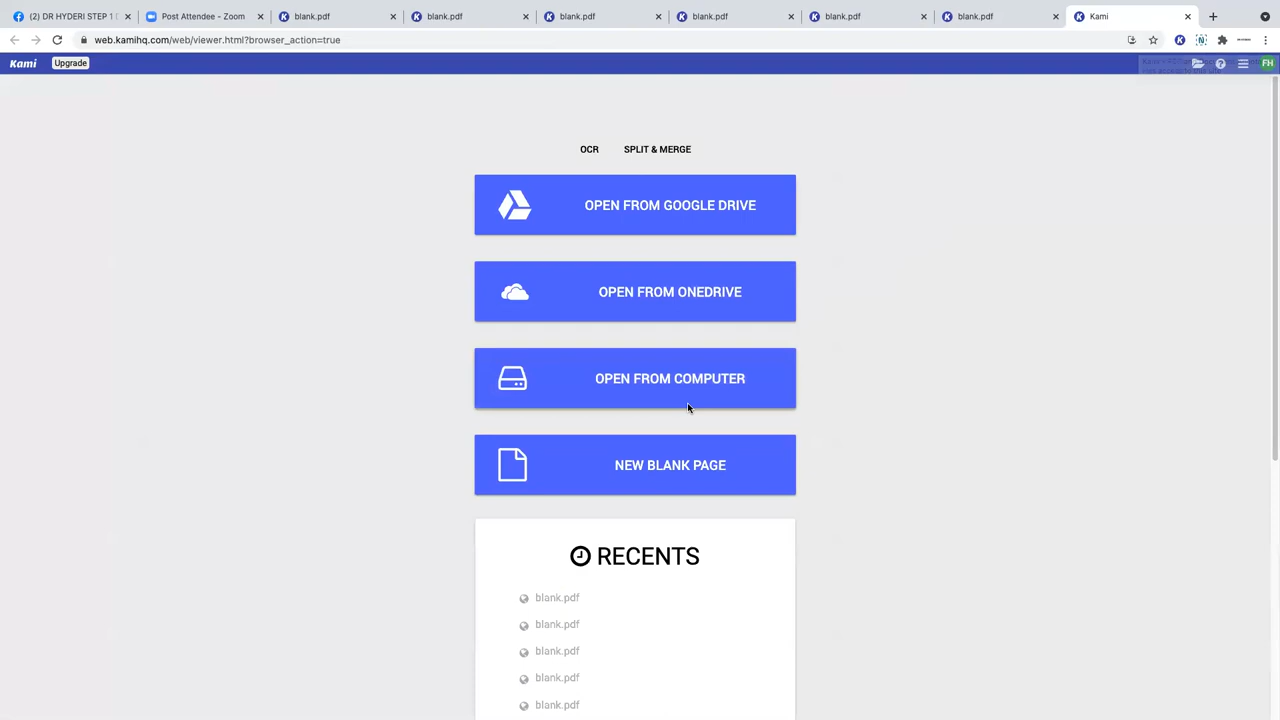 (2) DR HYDERI STEP 1
Post Attendee - Zoom
blank.pdf
blank.pdf
blank.pdf
blank.pdf
blank.pdf
blank.pdf
Kami
web.kamihq.com/web/viewer.html?browser_action=true
Kami
Upgrade
FH
OCR
SPLIT & MERGE
OPEN FROM GOOGLE DRIVE
OPEN FROM ONEDRIVE
OPEN FROM COMPUTER
NEW BLANK PAGE
RECENTS
blank.pdf
blank.pdf
blank.pdf
blank.pdf
blank.pdf